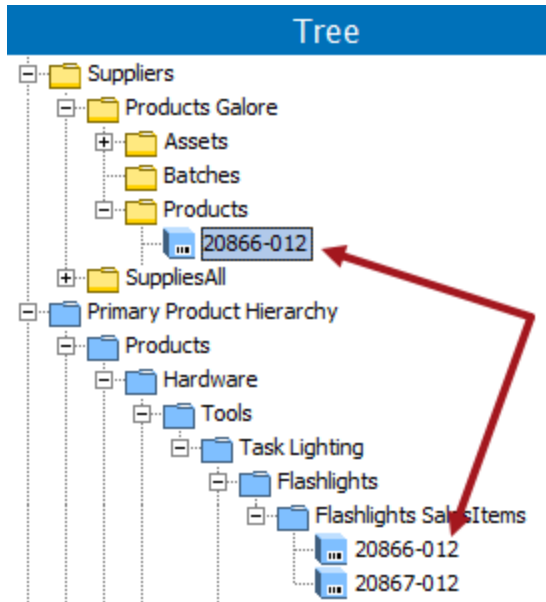 Tree
Suppliers
Products Galore
Assets
Batches
Products
20866-012
SuppliesAll
Primary Product Hierarchy
Products
Hardware
Tools
Task Lighting
Flashlights
Flashlights SalesItems
20866-012
20867-012